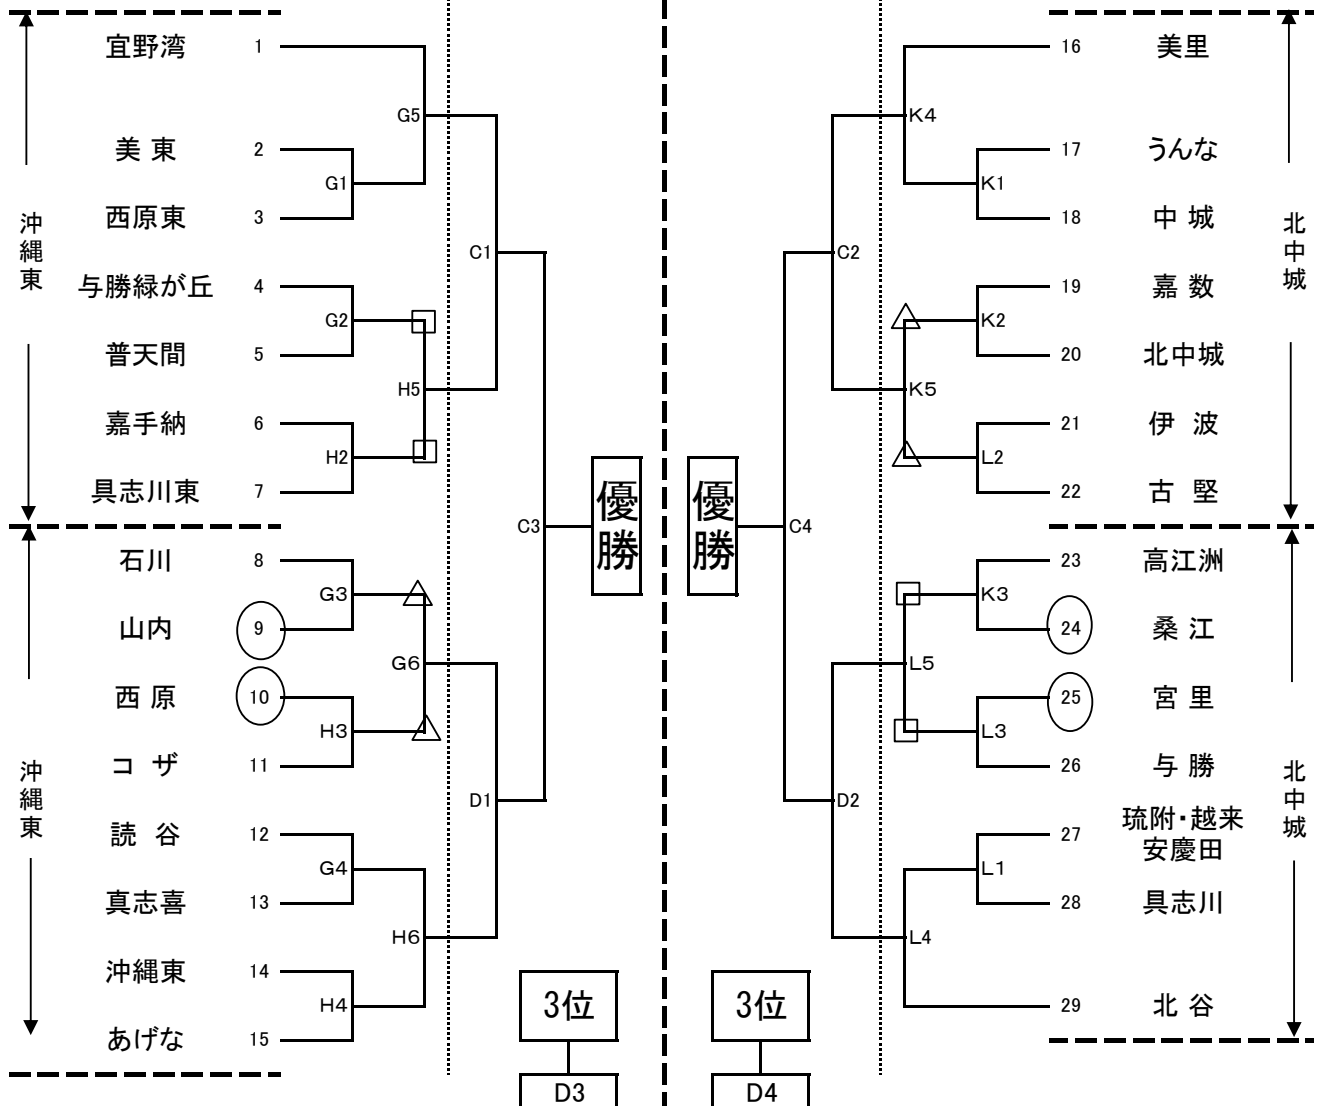 宜野湾 1
G5
美 東 2
G1
西原東 3
C1
与勝緑が丘 4
G2
普天間 5
H5
嘉手納 6
H2
具志川東 7
沖縄東
C3
優勝
石川 8
G3
山内 9
G6
西 原 10
H3
コ ザ 11
D1
読 谷 12
G4
真志喜 13
H6
沖縄東 14
H4
あげな 15
沖縄東
3位
D3
16 美里
K4
17 うんな
K1
18 中 城
C2
19 嘉 数
K2
20 北中城
K5
21 伊 波
L2
22 古 堅
北中城
優勝
C4
23 高江洲
K3
24 桑 江
L5
25 宮 里
L3
26 与 勝
D2
27 琉附・越来
安慶田
L1
28 具志川
L4
29 北 谷
北中城
3位
D4